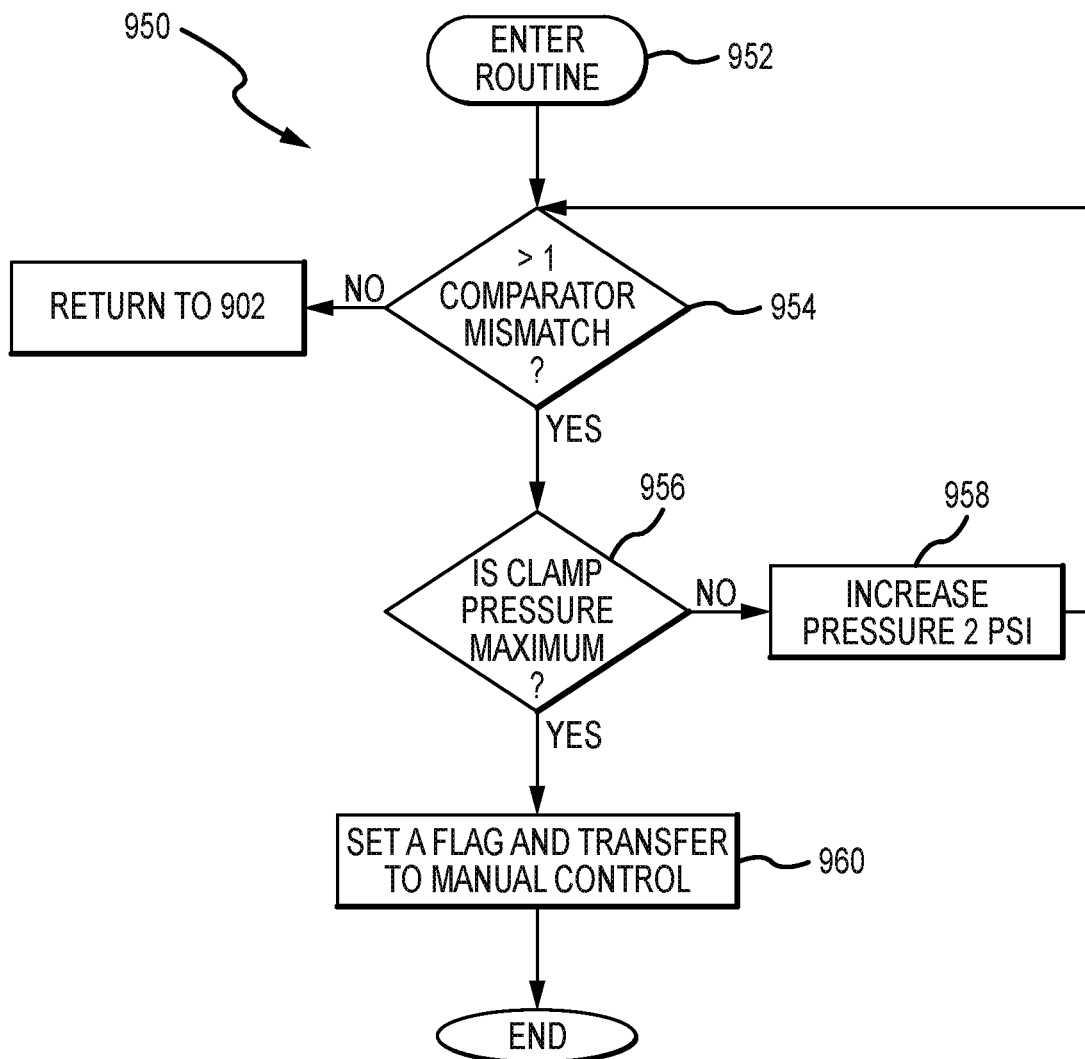 950
ENTER
ROUTINE
952
> 1
COMPARATOR
MISMATCH
?
954
NO
RETURN TO 902
YES
956
IS CLAMP
PRESSURE
MAXIMUM
?
NO
958
INCREASE
PRESSURE 2 PSI
YES
SET A FLAG AND TRANSFER
TO MANUAL CONTROL
960
END